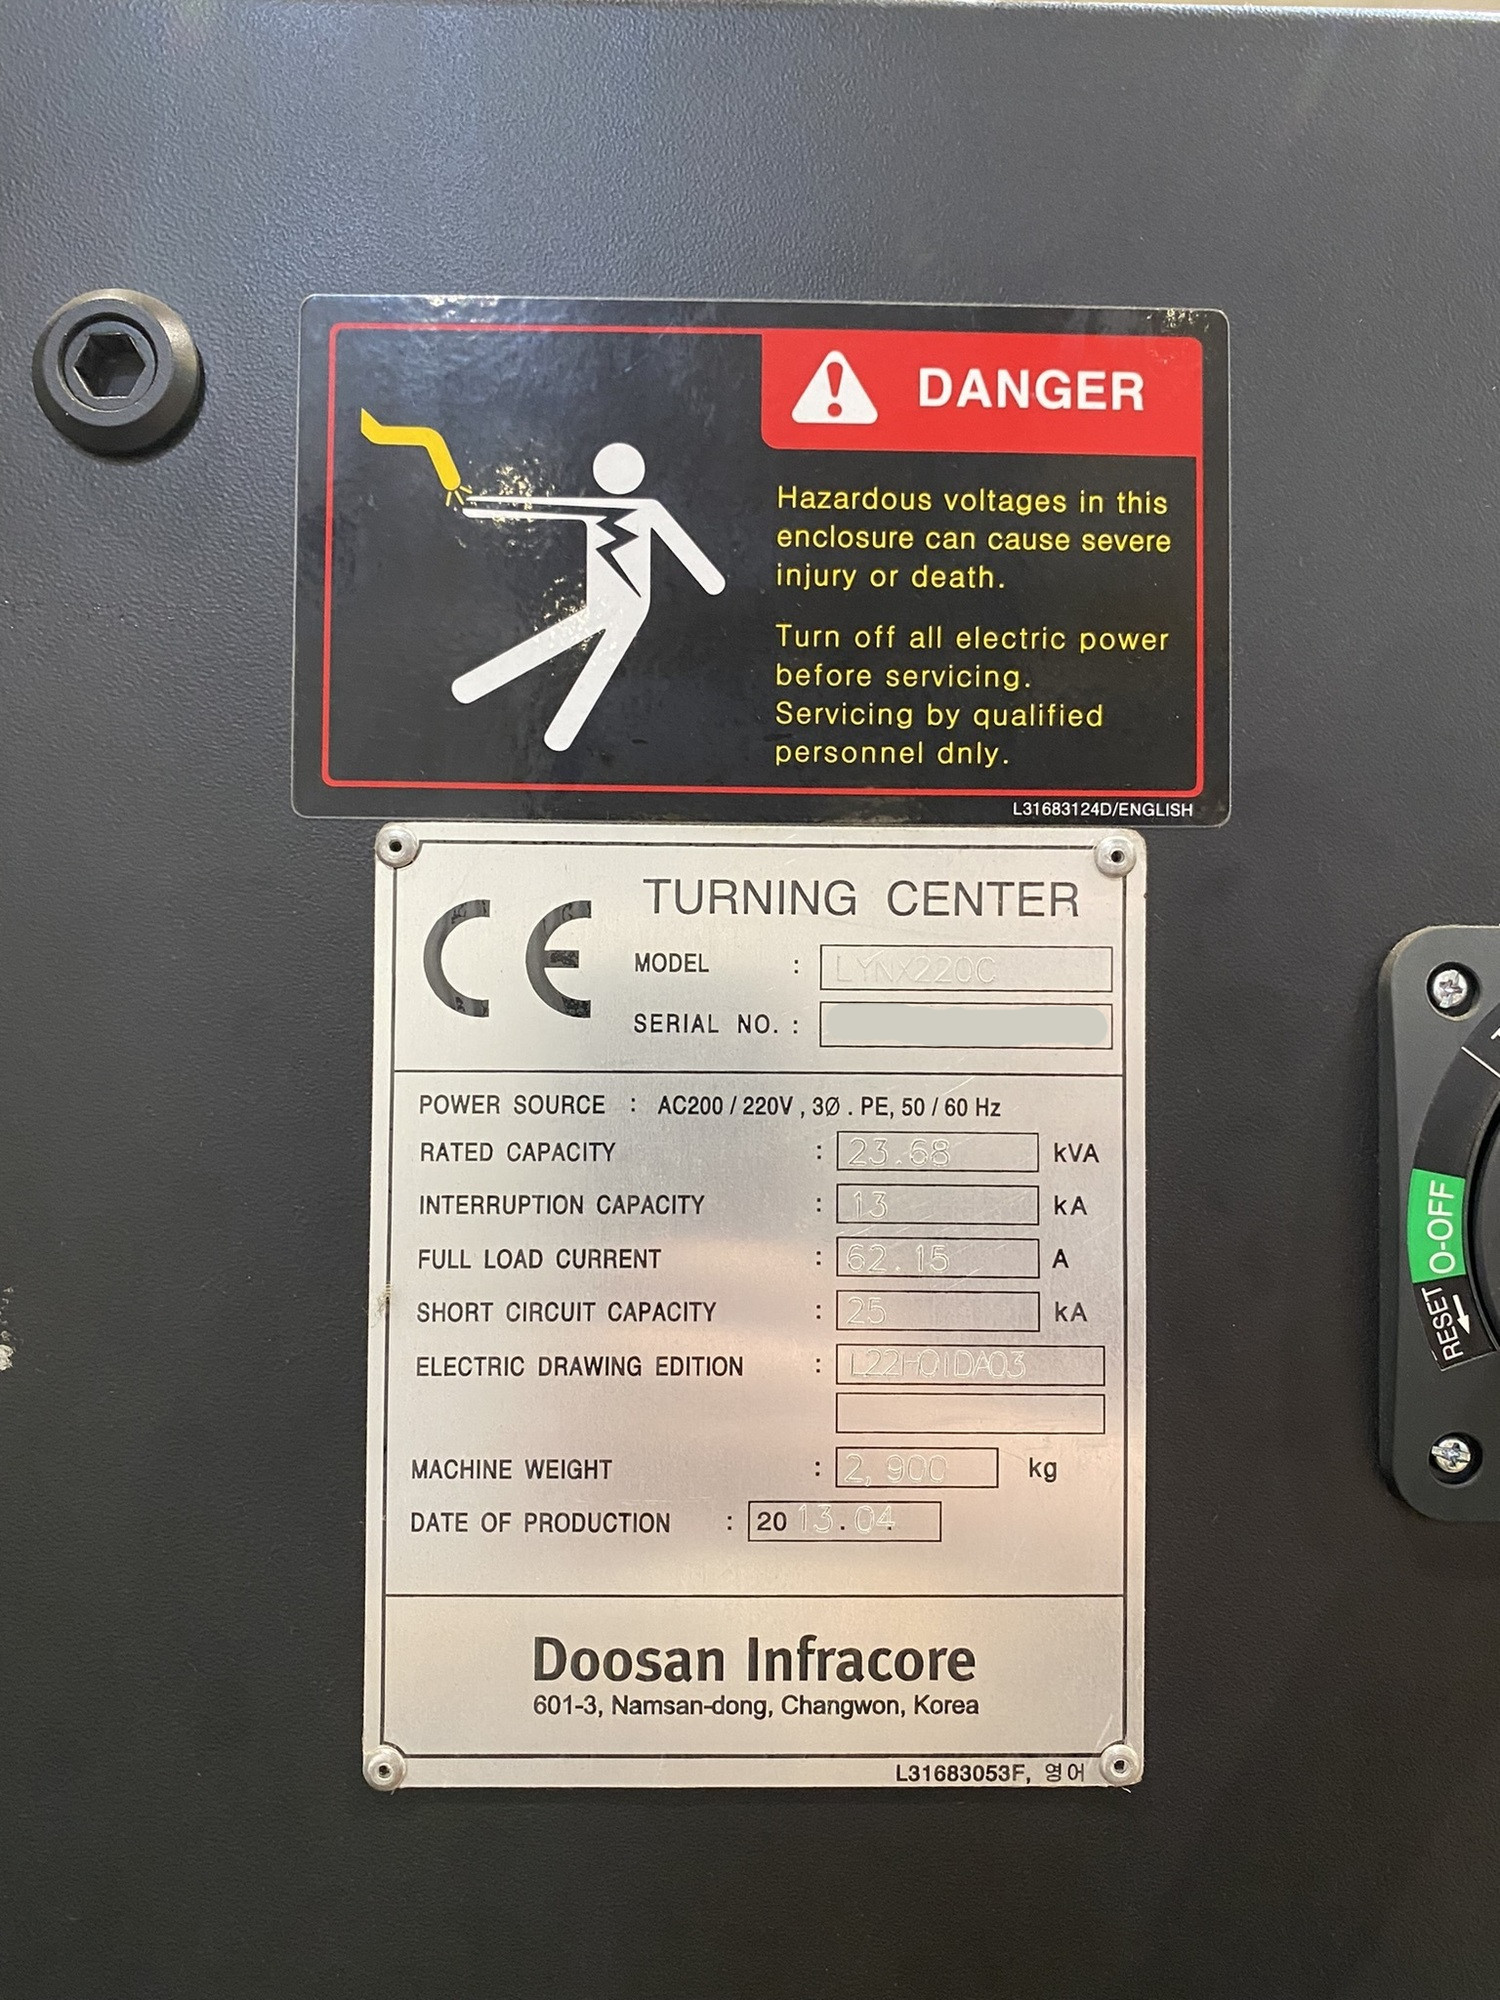 DANGER
Hazardous voltages in this
enclosure can cause severe
injury or death.
Turn off all electric power
before servicing.
Servicing by qualified
personnel dnly.
L31683124D/ENGLISH
CE
TURNING CENTER
MODEL : LYNX220C
SERIAL NO. :
POWER SOURCE : AC200 / 220V , 3Ø . PE, 50 / 60 Hz
RATED CAPACITY : 23.68 kVA
INTERRUPTION CAPACITY : 13 kA
FULL LOAD CURRENT : 62.15 A
SHORT CIRCUIT CAPACITY : 25 kA
ELECTRIC DRAWING EDITION : L22H01DA03
MACHINE WEIGHT : 2,900 kg
DATE OF PRODUCTION : 2013.04
Doosan Infracore
601-3, Namsan-dong, Changwon, Korea
L31683053F, 영어
O-OFF
RESET